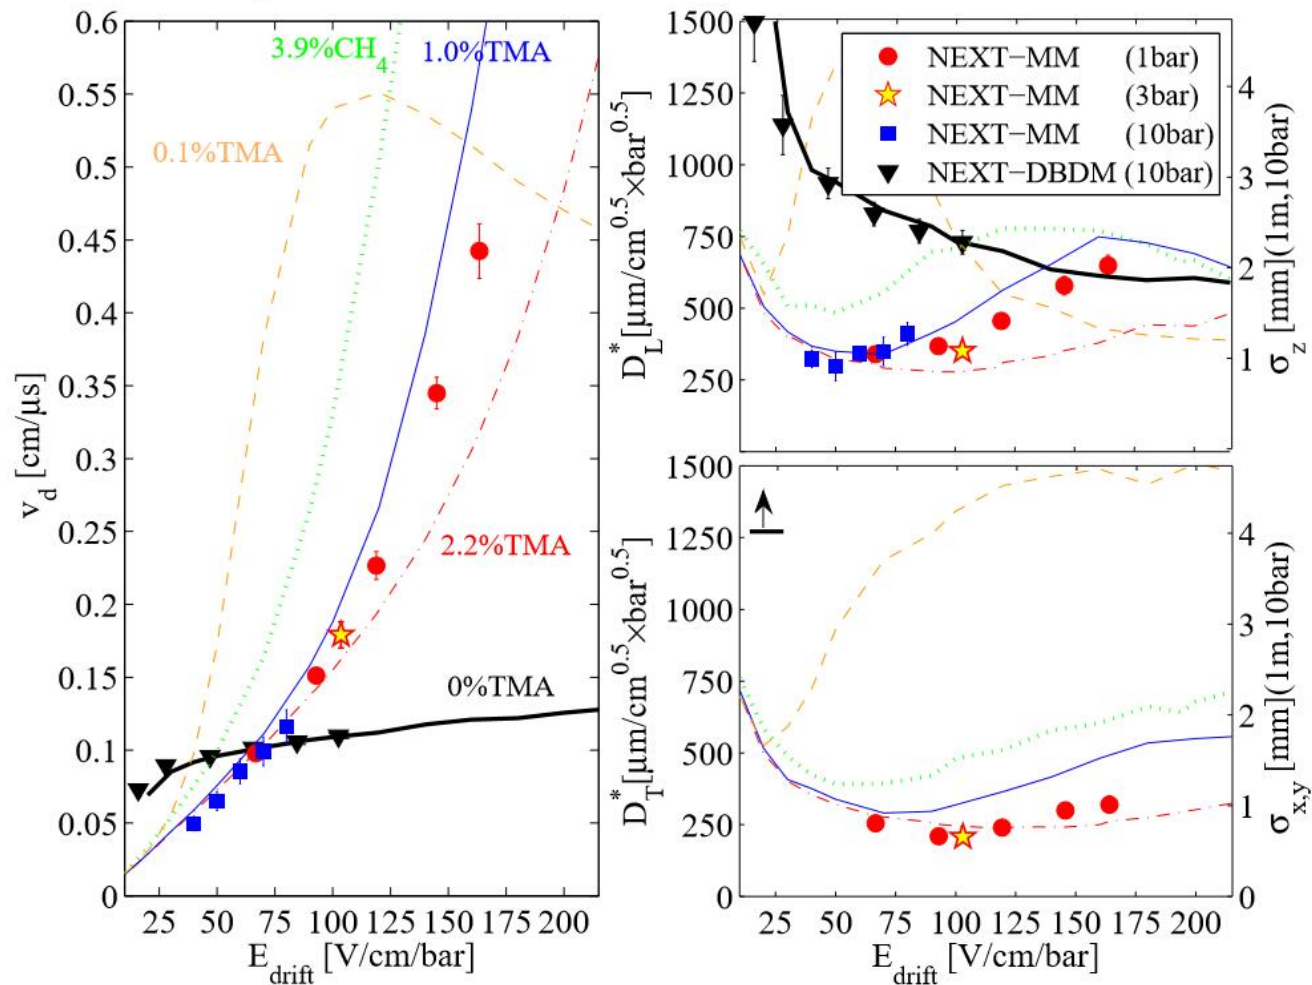 0.6
0.55
0.5
0.45
0.4
0.35
0.3
0.25
0.2
0.15
0.1
0.05
0
v_d [cm/μs]
3.9%CH_4
1.0%TMA
0.1%TMA
2.2%TMA
0%TMA
25 50 75 100 125 150 175 200
E_drift [V/cm/bar]
1500
1250
1000
750
500
250
D_L^* [μm/cm^0.5×bar^0.5]
NEXT−MM (1bar)
NEXT−MM (3bar)
NEXT−MM (10bar)
NEXT−DBDM (10bar)
4
3
2
1
σ_z [mm](1m,10bar)
1500
1250
1000
750
500
250
0
D_T^* [μm/cm^0.5×bar^0.5]
4
3
2
1
0
σ_x,y [mm](1m,10bar)
25 50 75 100 125 150 175 200
E_drift [V/cm/bar]